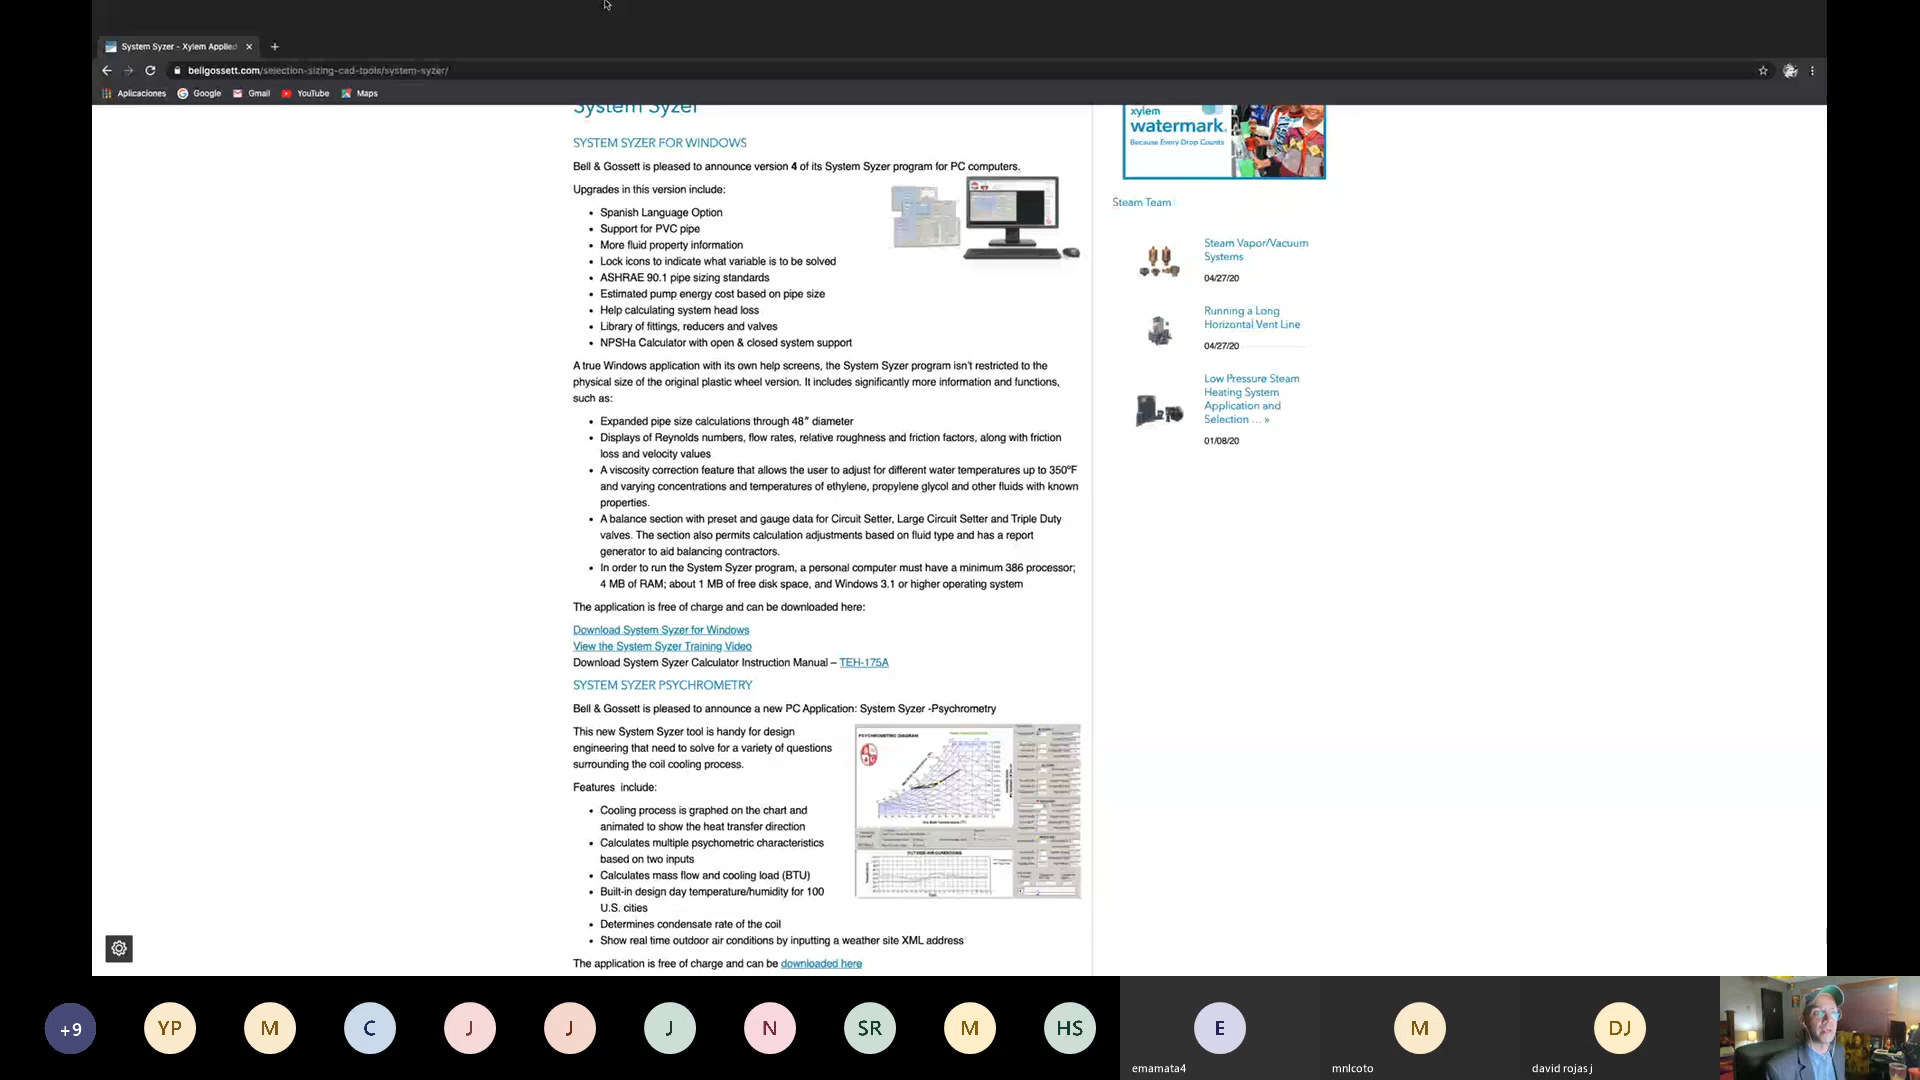 System Syzer - Xylem Applied
bellgossett.com/selection-sizing-cad-tools/system-syzer/
Aplicaciones
Google
Gmail
YouTube
Maps
System Syzer
SYSTEM SYZER FOR WINDOWS
Bell & Gossett is pleased to announce version 4 of its System Syzer program for PC computers.
Upgrades in this version include:
• Spanish Language Option
• Support for PVC pipe
• More fluid property information
• Lock icons to indicate what variable is to be solved
• ASHRAE 90.1 pipe sizing standards
• Estimated pump energy cost based on pipe size
• Help calculating system head loss
• Library of fittings, reducers and valves
• NPSHa Calculator with open & closed system support
A true Windows application with its own help screens, the System Syzer program isn't restricted to the
physical size of the original plastic wheel version. It includes significantly more information and functions,
such as:
• Expanded pipe size calculations through 48″ diameter
• Displays of Reynolds numbers, flow rates, relative roughness and friction factors, along with friction
loss and velocity values
• A viscosity correction feature that allows the user to adjust for different water temperatures up to 350ºF
and varying concentrations and temperatures of ethylene, propylene glycol and other fluids with known
properties.
• A balance section with preset and gauge data for Circuit Setter, Large Circuit Setter and Triple Duty
valves. The section also permits calculation adjustments based on fluid type and has a report
generator to aid balancing contractors.
• In order to run the System Syzer program, a personal computer must have a minimum 386 processor;
4 MB of RAM; about 1 MB of free disk space, and Windows 3.1 or higher operating system
The application is free of charge and can be downloaded here:
Download System Syzer for Windows
View the System Syzer Training Video
Download System Syzer Calculator Instruction Manual – TEH-175A
SYSTEM SYZER PSYCHROMETRY
Bell & Gossett is pleased to announce a new PC Application: System Syzer -Psychrometry
This new System Syzer tool is handy for design
engineering that need to solve for a variety of questions
surrounding the coil cooling process.
Features  include:
• Cooling process is graphed on the chart and
animated to show the heat transfer direction
• Calculates multiple psychometric characteristics
based on two inputs
• Calculates mass flow and cooling load (BTU)
• Built-in design day temperature/humidity for 100
U.S. cities
• Determines condensate rate of the coil
• Show real time outdoor air conditions by inputting a weather site XML address
The application is free of charge and can be downloaded here
PSYCHROMETRIC DIAGRAM
OUTSIDE AIR CONDITIONS
xylem
watermark
Because Every Drop Counts
Steam Team
Steam Vapor/Vacuum
Systems
04/27/20
Running a Long
Horizontal Vent Line
04/27/20
Low Pressure Steam
Heating System
Application and
Selection ... »
01/08/20
+9
YP
M
C
J
J
J
N
SR
M
HS
E
M
DJ
emamata4
mnlcoto
david rojas j